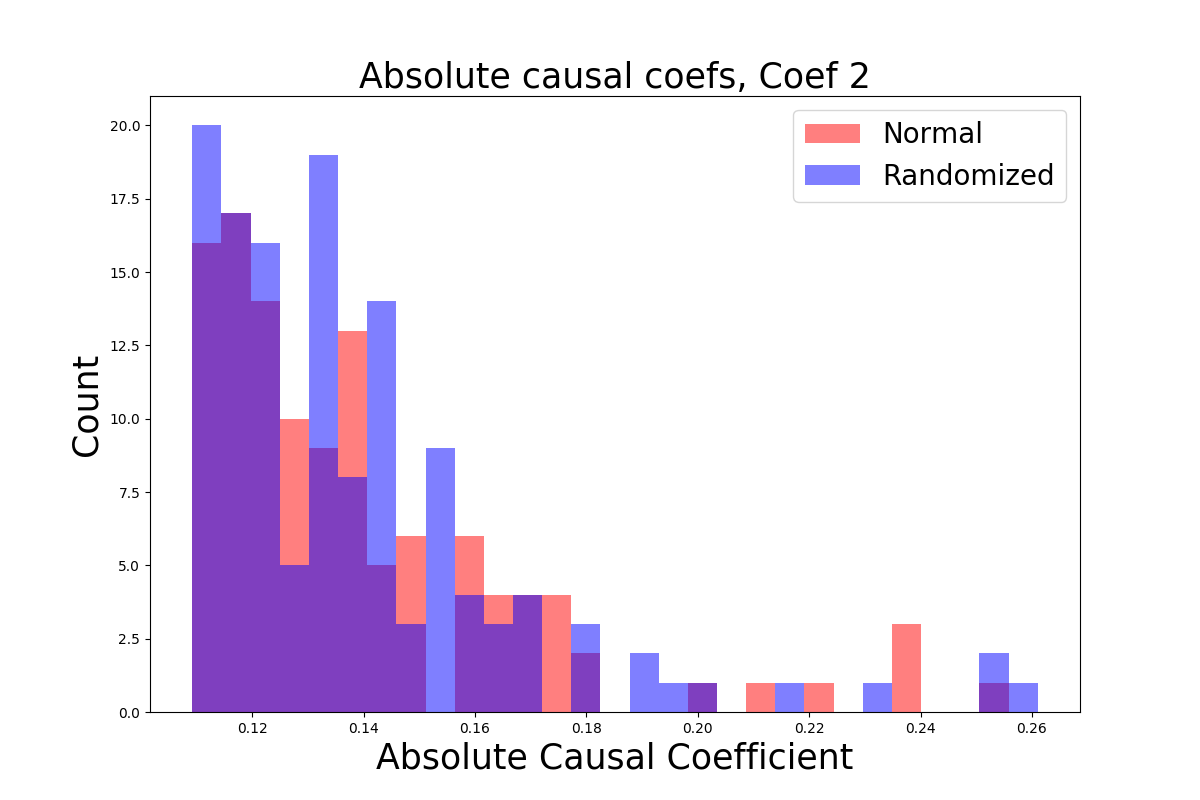 Absolute causal coefs, Coef 2
Normal
Randomized
Count
20.0
17.5
15.0
12.5
10.0
7.5
5.0
2.5
0.0
0.12 0.14 0.16 0.18 0.20 0.22 0.24 0.26
Absolute Causal Coefficient